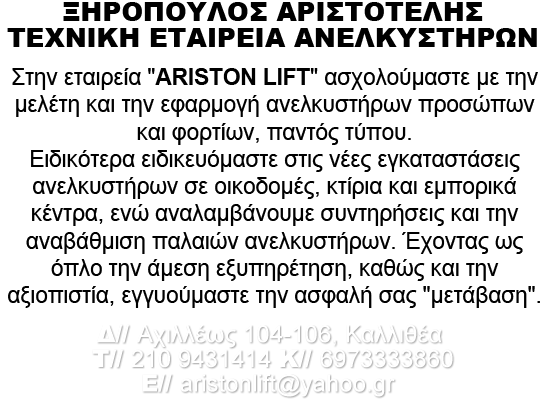 ΞΗΡΟΠΟΥΛΟΣ ΑΡΙΣΤΟΤΕΛΗΣ
ΤΕΧΝΙΚΗ ΕΤΑΙΡΕΙΑ ΑΝΕΛΚΥΣΤΗΡΩΝ
Στην εταιρεία "ARISTON LIFT" ασχολούμαστε με την
μελέτη και την εφαρμογή ανελκυστήρων προσώπων
και φορτίων, παντός τύπου.
Ειδικότερα ειδικευόμαστε στις νέες εγκαταστάσεις
ανελκυστήρων σε οικοδομές, κτίρια και εμπορικά
κέντρα, ενώ αναλαμβάνουμε συντηρήσεις και την
αναβάθμιση παλαιών ανελκυστήρων. Έχοντας ως
όπλο την άμεση εξυπηρέτηση, καθώς και την
αξιοπιστία, εγγυούμαστε την ασφαλή σας "μετάβαση".
Δ// Αχιλλέως 104-106, Καλλιθέα
Τ// 210 9431414 Κ// 6973333860
E// aristonlift@yahoo.gr